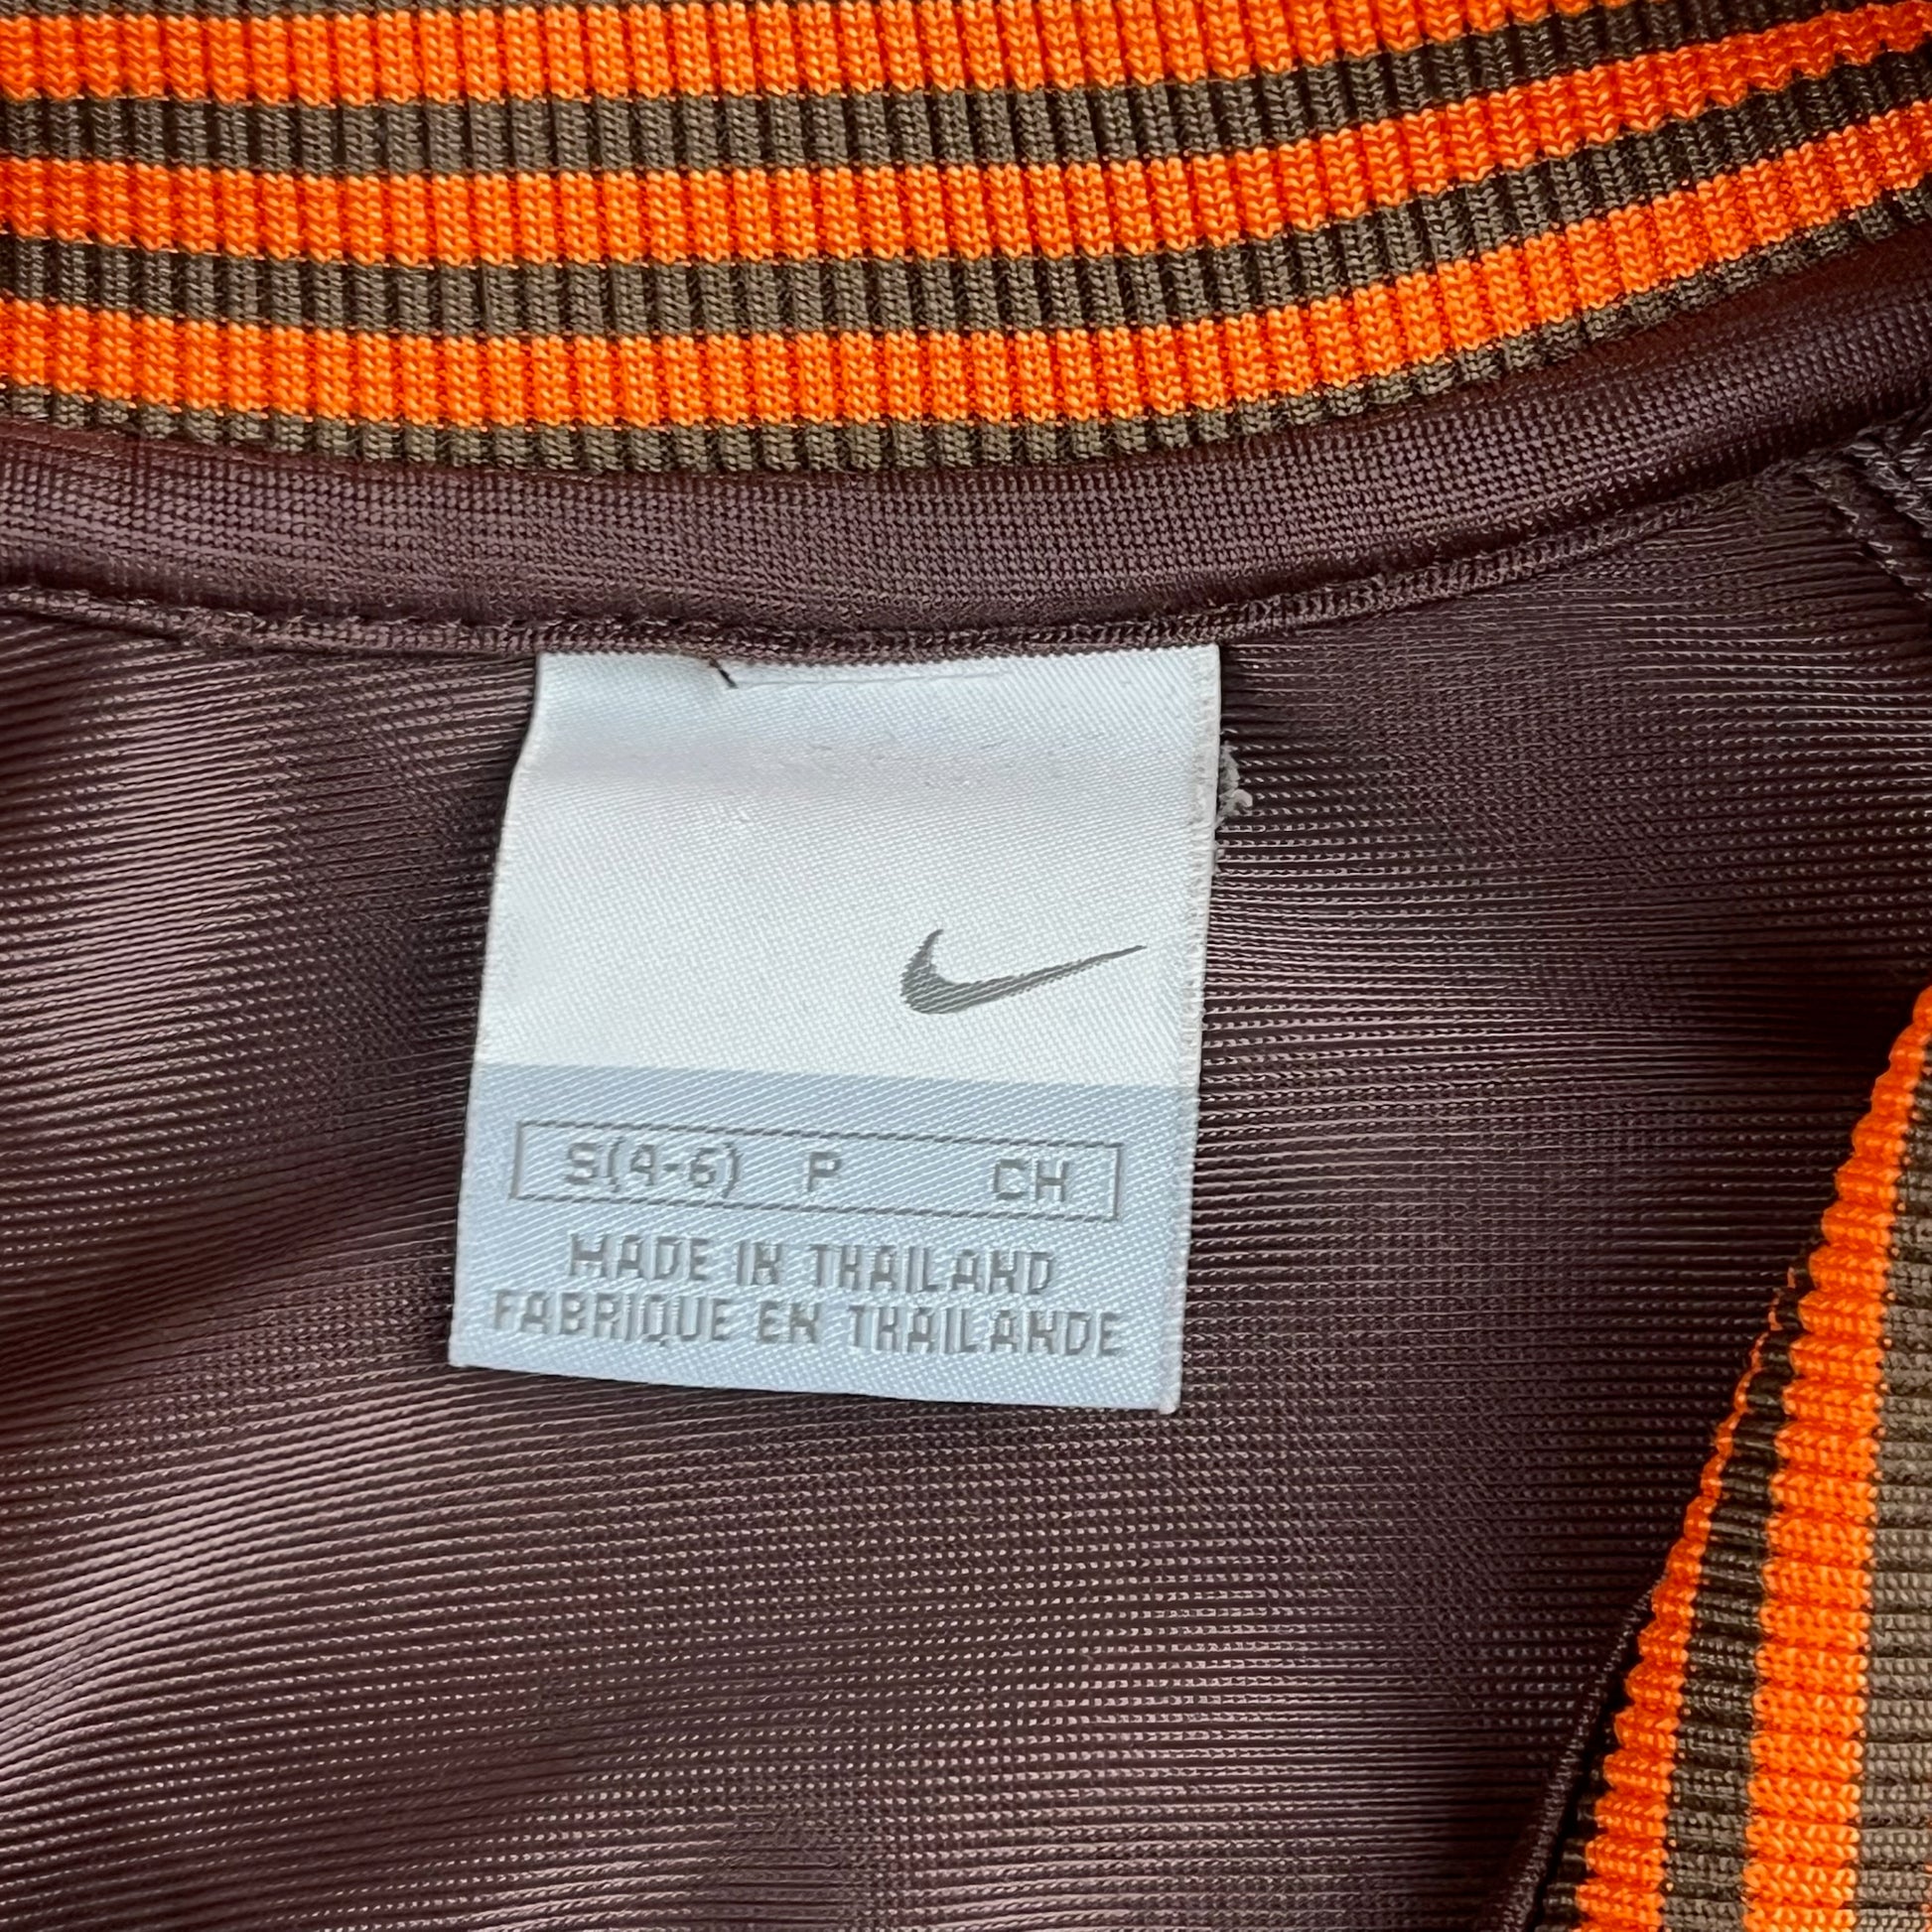 S(4-6) P CH
MADE IN THAILAND
FABRIQUE EN THAILANDE